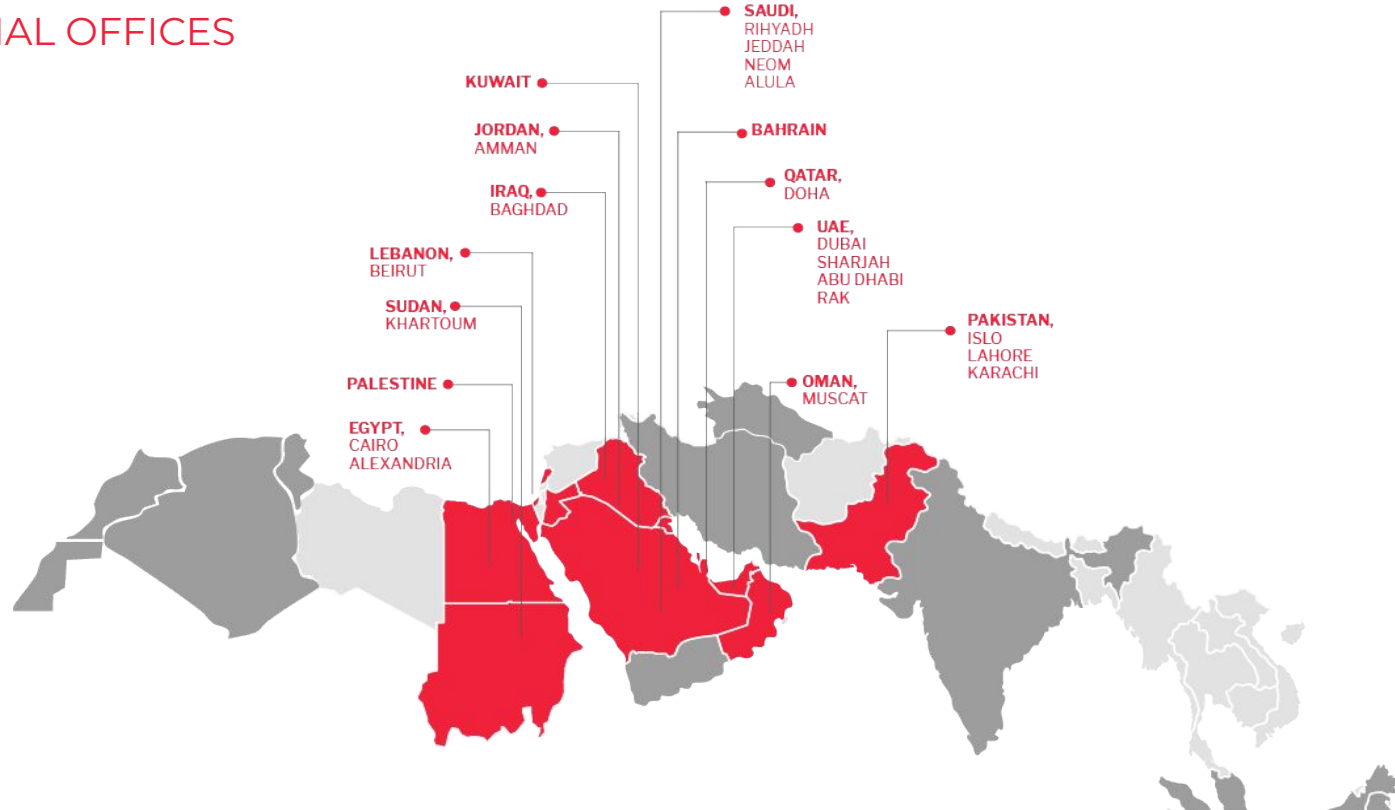 IAL OFFICES
SAUDI,
RIHYADH
JEDDAH
NEOM
ALULA
KUWAIT
JORDAN,
AMMAN
BAHRAIN
IRAQ,
BAGHDAD
QATAR,
DOHA
LEBANON,
BEIRUT
UAE,
DUBAI
SHARJAH
ABU DHABI
RAK
SUDAN,
KHARTOUM
PAKISTAN,
ISLO
LAHORE
KARACHI
PALESTINE
OMAN,
MUSCAT
EGYPT,
CAIRO
ALEXANDRIA